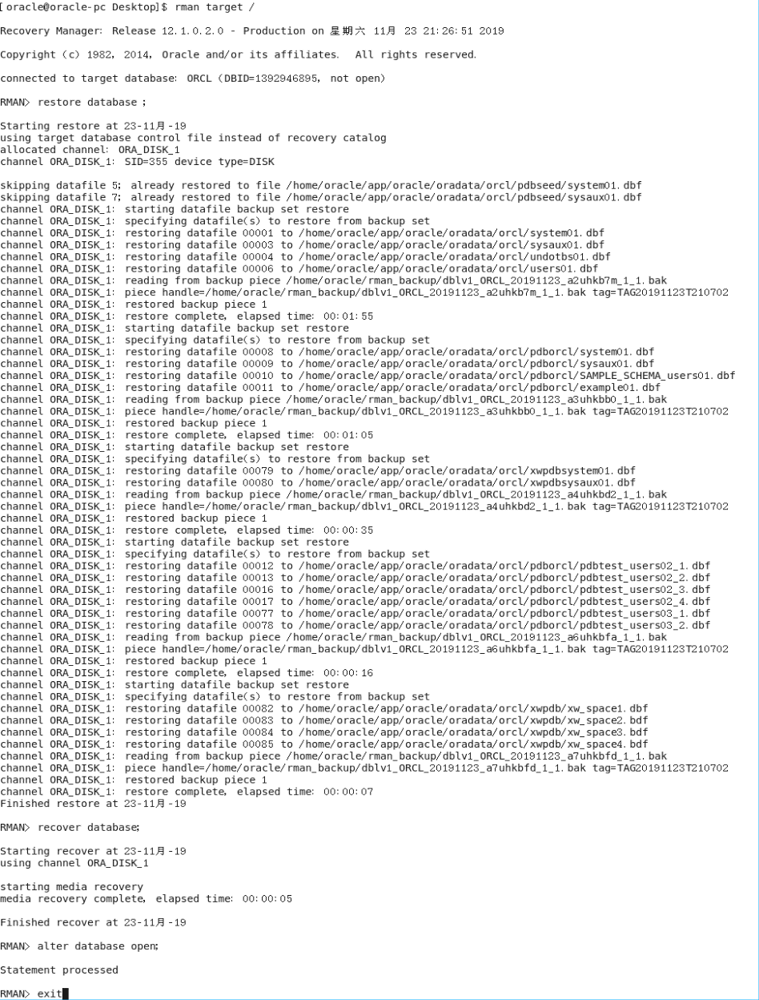 [oracle@oracle-pc Desktop]$ rman target /
Recovery Manager: Release 12.1.0.2.0 - Production on 星期六 11月 23 21:26:51 2019
Copyright (c) 1982, 2014, Oracle and/or its affiliates.  All rights reserved.
connected to target database: ORCL (DBID=1392946895, not open)
RMAN> restore database ;
Starting restore at 23-11月-19
using target database control file instead of recovery catalog
allocated channel: ORA_DISK_1
channel ORA_DISK_1: SID=355 device type=DISK
skipping datafile 5; already restored to file /home/oracle/app/oracle/oradata/orcl/pdbseed/system01.dbf
skipping datafile 7; already restored to file /home/oracle/app/oracle/oradata/orcl/pdbseed/sysaux01.dbf
channel ORA_DISK_1: starting datafile backup set restore
channel ORA_DISK_1: specifying datafile(s) to restore from backup set
channel ORA_DISK_1: restoring datafile 00001 to /home/oracle/app/oracle/oradata/orcl/system01.dbf
channel ORA_DISK_1: restoring datafile 00003 to /home/oracle/app/oracle/oradata/orcl/sysaux01.dbf
channel ORA_DISK_1: restoring datafile 00004 to /home/oracle/app/oracle/oradata/orcl/undotbs01.dbf
channel ORA_DISK_1: restoring datafile 00006 to /home/oracle/app/oracle/oradata/orcl/users01.dbf
channel ORA_DISK_1: reading from backup piece /home/oracle/rman_backup/dblv1_ORCL_20191123_a2uhkb7m_1_1.bak
channel ORA_DISK_1: piece handle=/home/oracle/rman_backup/dblv1_ORCL_20191123_a2uhkb7m_1_1.bak tag=TAG20191123T210702
channel ORA_DISK_1: restored backup piece 1
channel ORA_DISK_1: restore complete, elapsed time: 00:01:55
channel ORA_DISK_1: starting datafile backup set restore
channel ORA_DISK_1: specifying datafile(s) to restore from backup set
channel ORA_DISK_1: restoring datafile 00008 to /home/oracle/app/oracle/oradata/orcl/pdborcl/system01.dbf
channel ORA_DISK_1: restoring datafile 00009 to /home/oracle/app/oracle/oradata/orcl/pdborcl/sysaux01.dbf
channel ORA_DISK_1: restoring datafile 00010 to /home/oracle/app/oracle/oradata/orcl/pdborcl/SAMPLE_SCHEMA_users01.dbf
channel ORA_DISK_1: restoring datafile 00011 to /home/oracle/app/oracle/oradata/orcl/pdborcl/example01.dbf
channel ORA_DISK_1: reading from backup piece /home/oracle/rman_backup/dblv1_ORCL_20191123_a3uhkbb0_1_1.bak
channel ORA_DISK_1: piece handle=/home/oracle/rman_backup/dblv1_ORCL_20191123_a3uhkbb0_1_1.bak tag=TAG20191123T210702
channel ORA_DISK_1: restored backup piece 1
channel ORA_DISK_1: restore complete, elapsed time: 00:01:05
channel ORA_DISK_1: starting datafile backup set restore
channel ORA_DISK_1: specifying datafile(s) to restore from backup set
channel ORA_DISK_1: restoring datafile 00079 to /home/oracle/app/oracle/oradata/orcl/xwpdbsystem01.dbf
channel ORA_DISK_1: restoring datafile 00080 to /home/oracle/app/oracle/oradata/orcl/xwpdbsysaux01.dbf
channel ORA_DISK_1: reading from backup piece /home/oracle/rman_backup/dblv1_ORCL_20191123_a4uhkbd2_1_1.bak
channel ORA_DISK_1: piece handle=/home/oracle/rman_backup/dblv1_ORCL_20191123_a4uhkbd2_1_1.bak tag=TAG20191123T210702
channel ORA_DISK_1: restored backup piece 1
channel ORA_DISK_1: restore complete, elapsed time: 00:00:35
channel ORA_DISK_1: starting datafile backup set restore
channel ORA_DISK_1: specifying datafile(s) to restore from backup set
channel ORA_DISK_1: restoring datafile 00012 to /home/oracle/app/oracle/oradata/orcl/pdborcl/pdbtest_users02_1.dbf
channel ORA_DISK_1: restoring datafile 00013 to /home/oracle/app/oracle/oradata/orcl/pdborcl/pdbtest_users02_2.dbf
channel ORA_DISK_1: restoring datafile 00016 to /home/oracle/app/oracle/oradata/orcl/pdborcl/pdbtest_users02_3.dbf
channel ORA_DISK_1: restoring datafile 00017 to /home/oracle/app/oracle/oradata/orcl/pdborcl/pdbtest_users02_4.dbf
channel ORA_DISK_1: restoring datafile 00077 to /home/oracle/app/oracle/oradata/orcl/pdborcl/pdbtest_users03_1.dbf
channel ORA_DISK_1: restoring datafile 00078 to /home/oracle/app/oracle/oradata/orcl/pdborcl/pdbtest_users03_2.dbf
channel ORA_DISK_1: reading from backup piece /home/oracle/rman_backup/dblv1_ORCL_20191123_a6uhkbfa_1_1.bak
channel ORA_DISK_1: piece handle=/home/oracle/rman_backup/dblv1_ORCL_20191123_a6uhkbfa_1_1.bak tag=TAG20191123T210702
channel ORA_DISK_1: restored backup piece 1
channel ORA_DISK_1: restore complete, elapsed time: 00:00:16
channel ORA_DISK_1: starting datafile backup set restore
channel ORA_DISK_1: specifying datafile(s) to restore from backup set
channel ORA_DISK_1: restoring datafile 00082 to /home/oracle/app/oracle/oradata/orcl/xwpdb/xw_space1.dbf
channel ORA_DISK_1: restoring datafile 00083 to /home/oracle/app/oracle/oradata/orcl/xwpdb/xw_space2.bdf
channel ORA_DISK_1: restoring datafile 00084 to /home/oracle/app/oracle/oradata/orcl/xwpdb/xw_space3.bdf
channel ORA_DISK_1: restoring datafile 00085 to /home/oracle/app/oracle/oradata/orcl/xwpdb/xw_space4.bdf
channel ORA_DISK_1: reading from backup piece /home/oracle/rman_backup/dblv1_ORCL_20191123_a7uhkbfd_1_1.bak
channel ORA_DISK_1: piece handle=/home/oracle/rman_backup/dblv1_ORCL_20191123_a7uhkbfd_1_1.bak tag=TAG20191123T210702
channel ORA_DISK_1: restored backup piece 1
channel ORA_DISK_1: restore complete, elapsed time: 00:00:07
Finished restore at 23-11月-19
RMAN> recover database;
Starting recover at 23-11月-19
using channel ORA_DISK_1
starting media recovery
media recovery complete, elapsed time: 00:00:05
Finished recover at 23-11月-19
RMAN> alter database open;
Statement processed
RMAN> exit